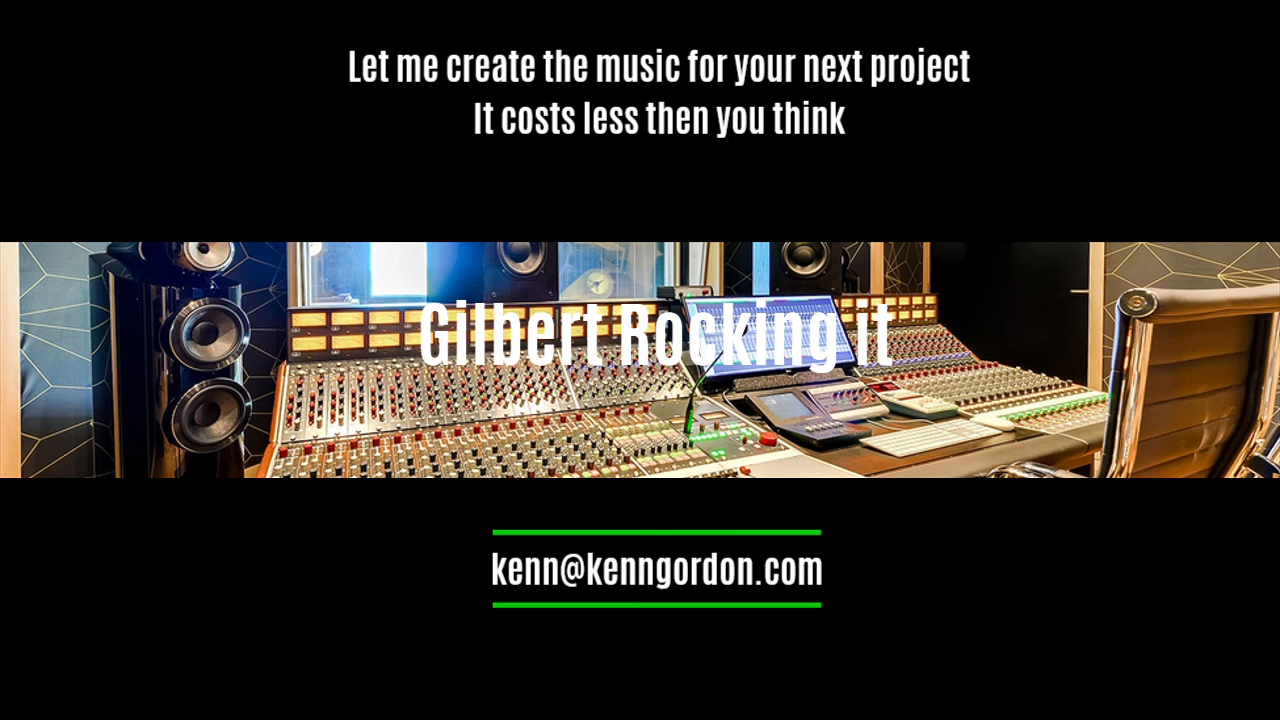 Let me create the music for your next project
It costs less then you think
Gilbert Rocking it
kenn@kenngordon.com